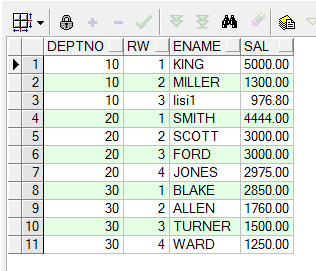 DEPTNO RW ENAME SAL
1 10 1 KING 5000.00
2 10 2 MILLER 1300.00
3 10 3 lisi1 976.80
4 20 1 SMITH 4444.00
5 20 2 SCOTT 3000.00
6 20 3 FORD 3000.00
7 20 4 JONES 2975.00
8 30 1 BLAKE 2850.00
9 30 2 ALLEN 1760.00
10 30 3 TURNER 1500.00
11 30 4 WARD 1250.00